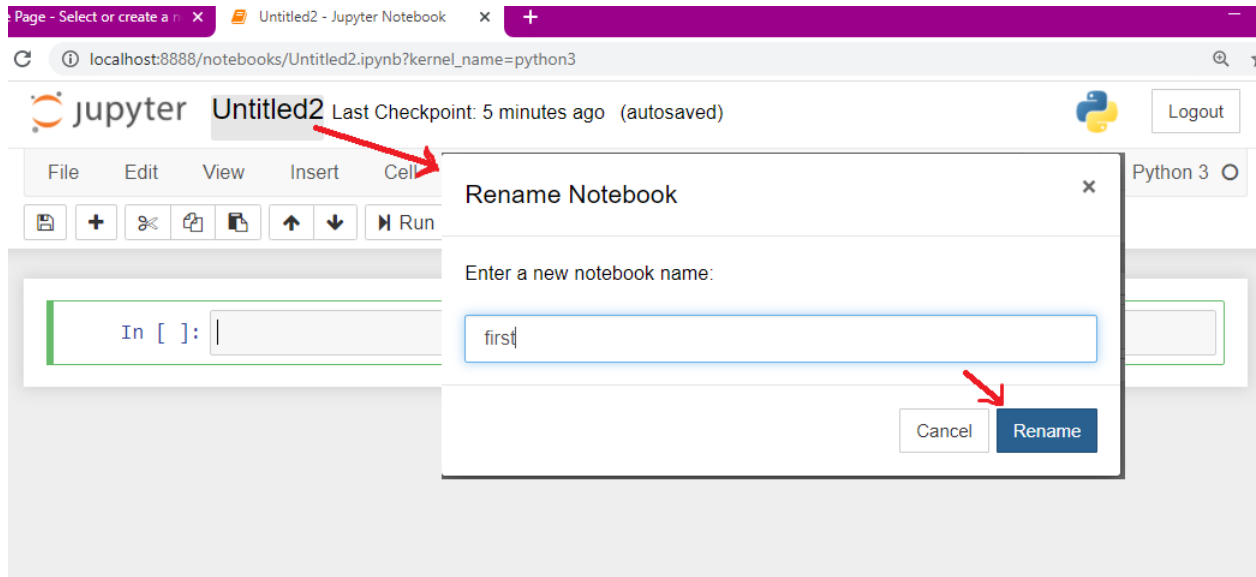 Page - Select or create a n
Untitled2 - Jupyter Notebook
localhost:8888/notebooks/Untitled2.ipynb?kernel_name=python3
jupyter Untitled2 Last Checkpoint: 5 minutes ago (autosaved) Logout
File Edit View Insert Cell Python 3
Run
Rename Notebook
Enter a new notebook name:
In [ ]:
first
Cancel Rename